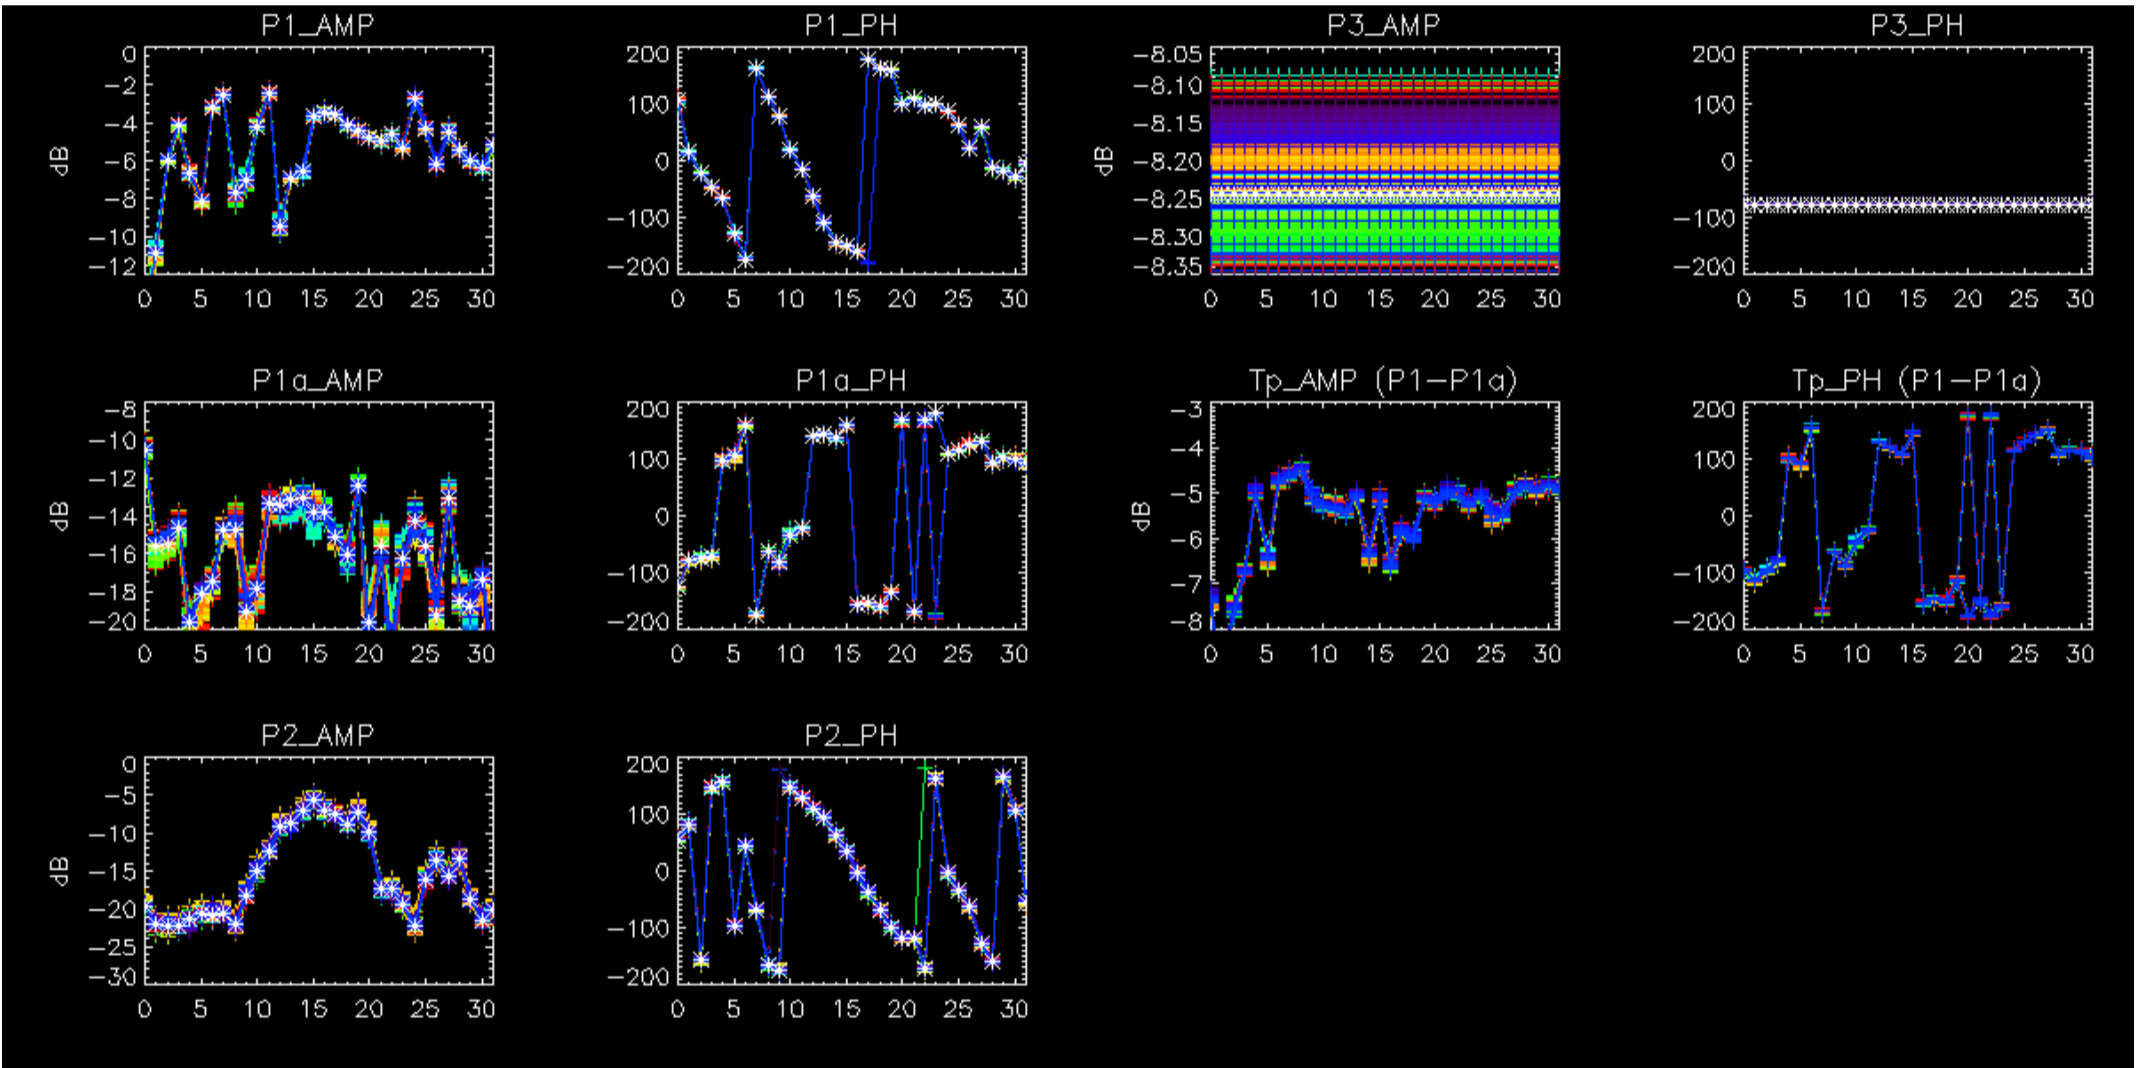 P1_AMP
P1_PH
P3_AMP
P3_PH
dB
0
-2
-4
-6
-8
-10
-12
0 5 10 15 20 25 30
200
100
0
-100
-200
0 5 10 15 20 25 30
dB
-8.05
-8.10
-8.15
-8.20
-8.25
-8.30
-8.35
0 5 10 15 20 25 30
200
100
0
-100
-200
0 5 10 15 20 25 30
P1a_AMP
P1a_PH
Tp_AMP (P1-P1a)
Tp_PH (P1-P1a)
dB
-8
-10
-12
-14
-16
-18
-20
0 5 10 15 20 25 30
200
100
0
-100
-200
0 5 10 15 20 25 30
dB
-3
-4
-5
-6
-7
-8
0 5 10 15 20 25 30
200
100
0
-100
-200
0 5 10 15 20 25 30
P2_AMP
P2_PH
dB
0
-5
-10
-15
-20
-25
-30
0 5 10 15 20 25 30
200
100
0
-100
-200
0 5 10 15 20 25 30